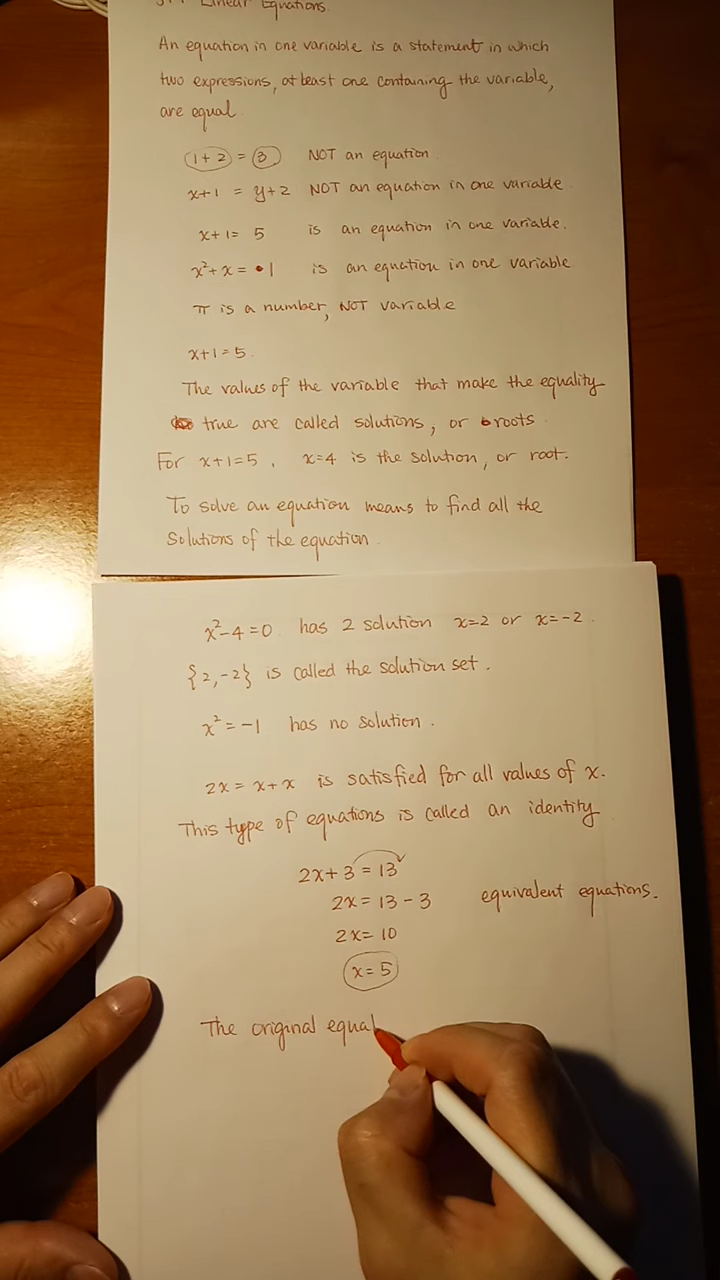 Linear Equations.
An equation in one variable is a statement in which
two expressions, at least one containing the variable,
are equal.
1+2 = 3 NOT an equation.
x+1 = y+2 NOT an equation in one variable.
x+1= 5 is an equation in one variable.
x²+x = 1 is an equation in one variable
π is a number, NOT variable
x+1=5.
The values of the variable that make the equality
true are called solutions, or roots.
For x+1=5, x=4 is the solution, or root.
To solve an equation means to find all the
solutions of the equation.
x²-4=0. has 2 solution x=2 or x=-2.
{2,-2} is called the solution set.
x²=-1 has no solution.
2x = x+x is satisfied for all values of x.
This type of equations is called an identity
2x+3=13
2x= 13-3 equivalent equations.
2x= 10
x=5
The original equal